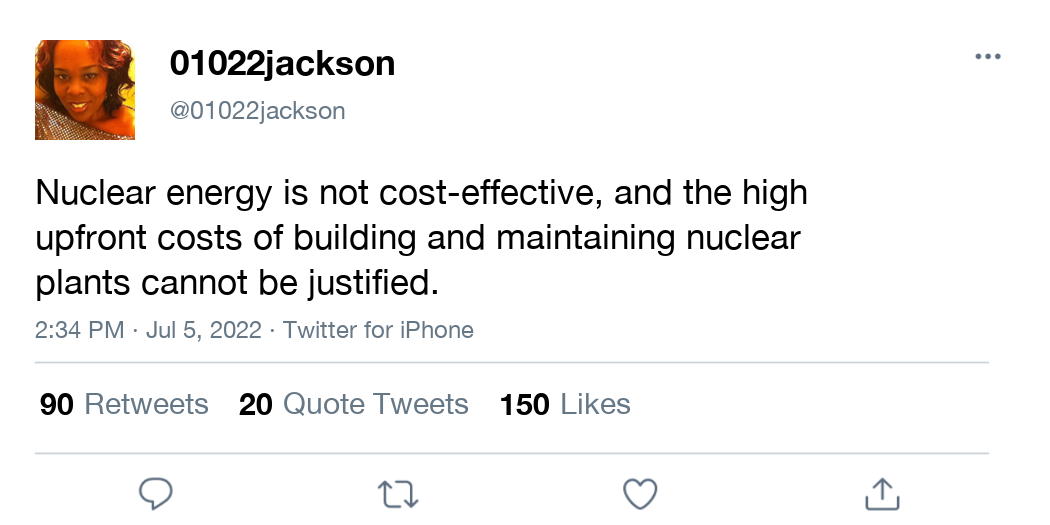 01022jackson
@01022jackson
Nuclear energy is not cost-effective, and the high
upfront costs of building and maintaining nuclear
plants cannot be justified.
2:34 PM · Jul 5, 2022 · Twitter for iPhone
90 Retweets 20 Quote Tweets 150 Likes